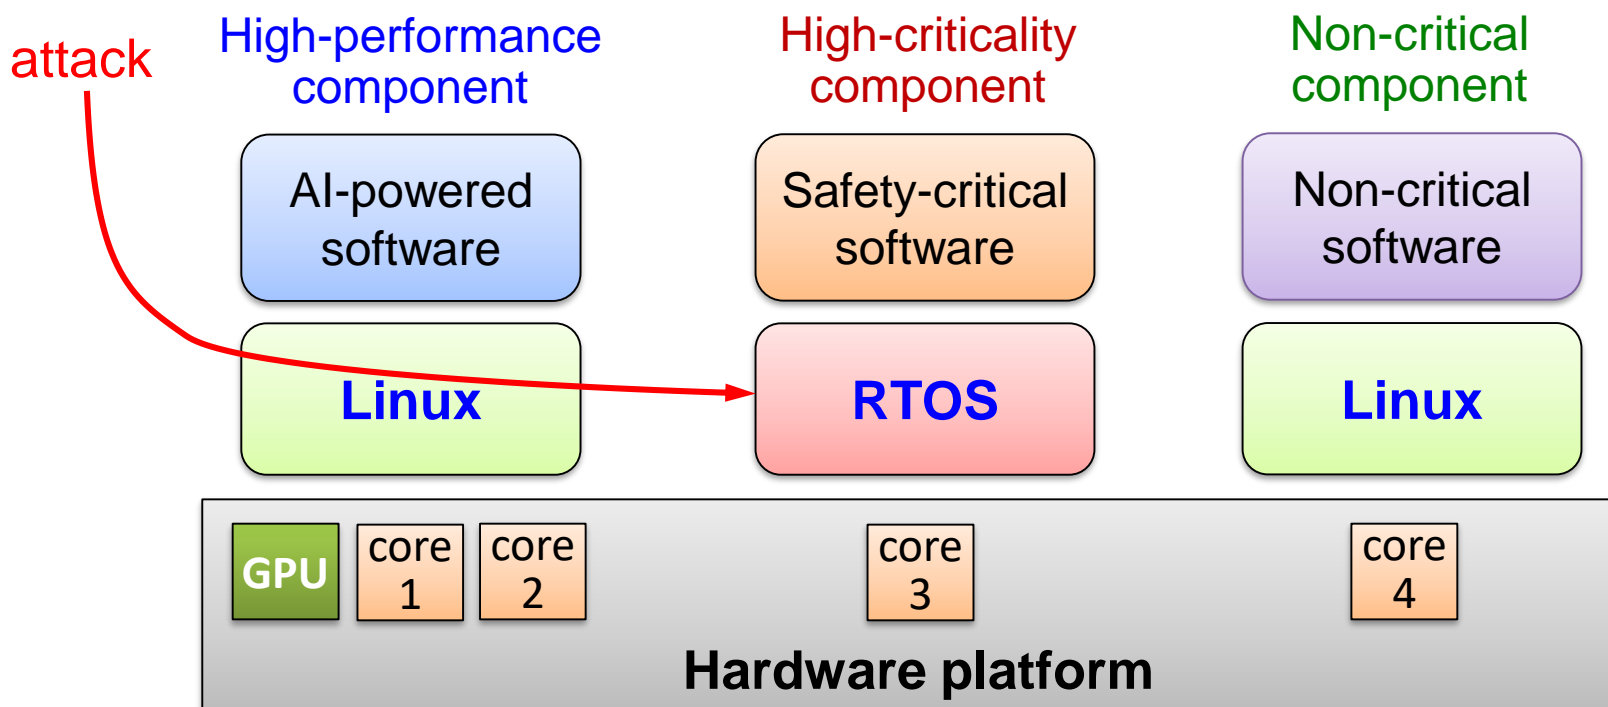 attack
High-performance
component
High-criticality
component
Non-critical
component
AI-powered
software
Safety-critical
software
Non-critical
software
Linux
RTOS
Linux
GPU
core
1
core
2
core
3
core
4
Hardware platform